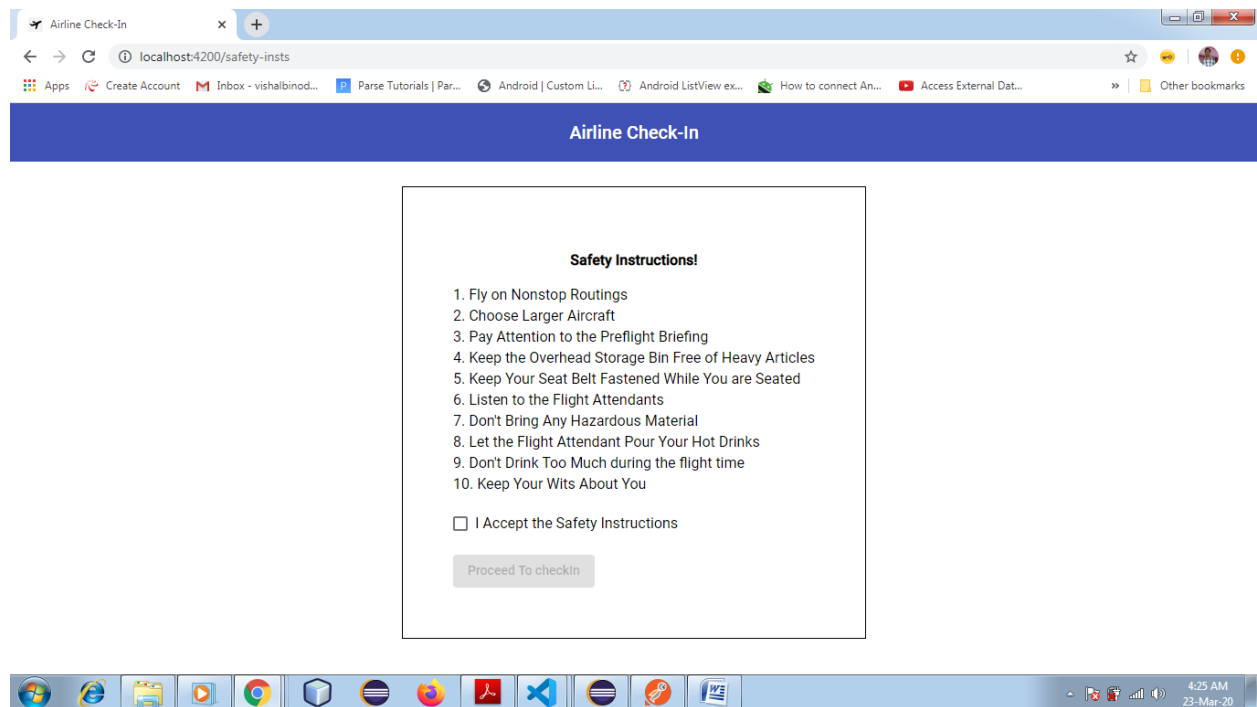 Airline Check-In
localhost:4200/safety-insts
Apps Create Account Inbox - vishalbinod... Parse Tutorials | Par... Android | Custom Li... Android ListView ex... How to connect An... Access External Dat... » Other bookmarks
Airline Check-In
Safety Instructions!
1. Fly on Nonstop Routings
2. Choose Larger Aircraft
3. Pay Attention to the Preflight Briefing
4. Keep the Overhead Storage Bin Free of Heavy Articles
5. Keep Your Seat Belt Fastened While You are Seated
6. Listen to the Flight Attendants
7. Don't Bring Any Hazardous Material
8. Let the Flight Attendant Pour Your Hot Drinks
9. Don't Drink Too Much during the flight time
10. Keep Your Wits About You
I Accept the Safety Instructions
Proceed To checkIn
4:25 AM
23-Mar-20